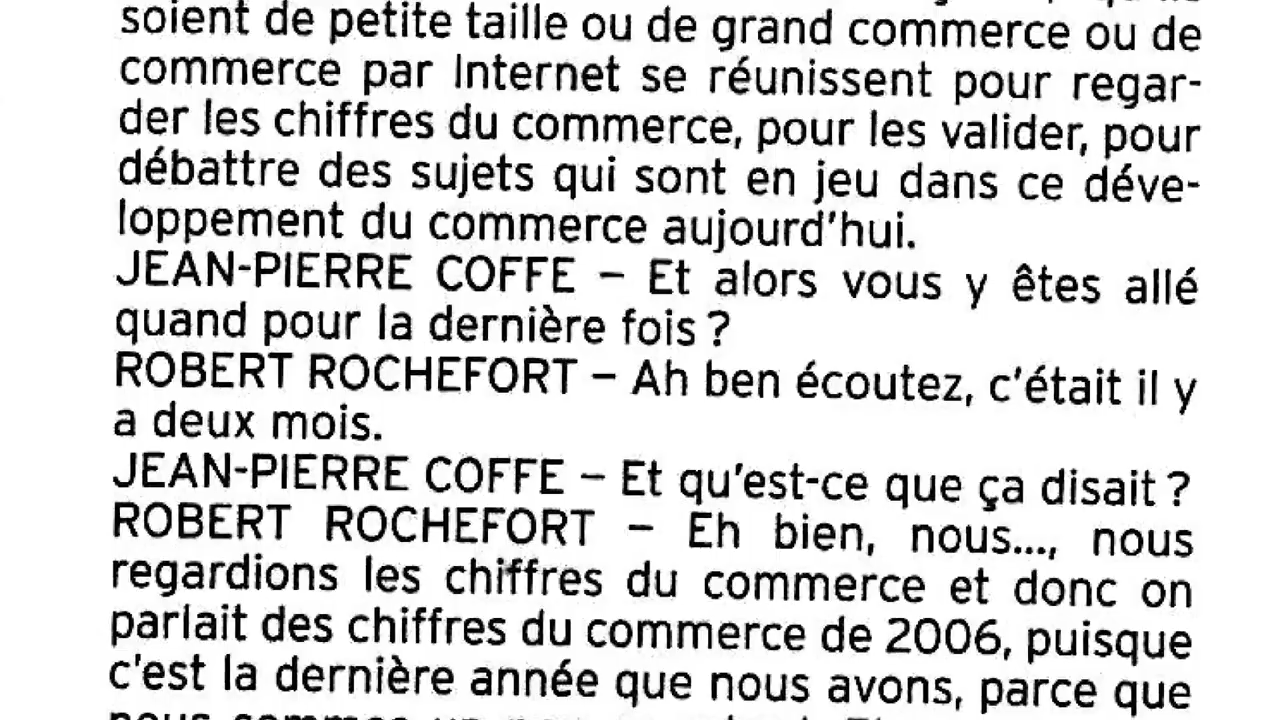 soient de petite taille ou de grand commerce ou de
commerce par Internet se réunissent pour regar-
der les chiffres du commerce, pour les valider, pour
débattre des sujets qui sont en jeu dans ce déve-
loppement du commerce aujourd'hui.
JEAN-PIERRE COFFE – Et alors vous y êtes allé
quand pour la dernière fois ?
ROBERT ROCHEFORT – Ah ben écoutez, c'était il y
a deux mois.
JEAN-PIERRE COFFE – Et qu'est-ce que ça disait ?
ROBERT ROCHEFORT – Eh bien, nous..., nous
regardions les chiffres du commerce et donc on
parlait des chiffres du commerce de 2006, puisque
c'est la dernière année que nous avons, parce que
nous sommes un peu